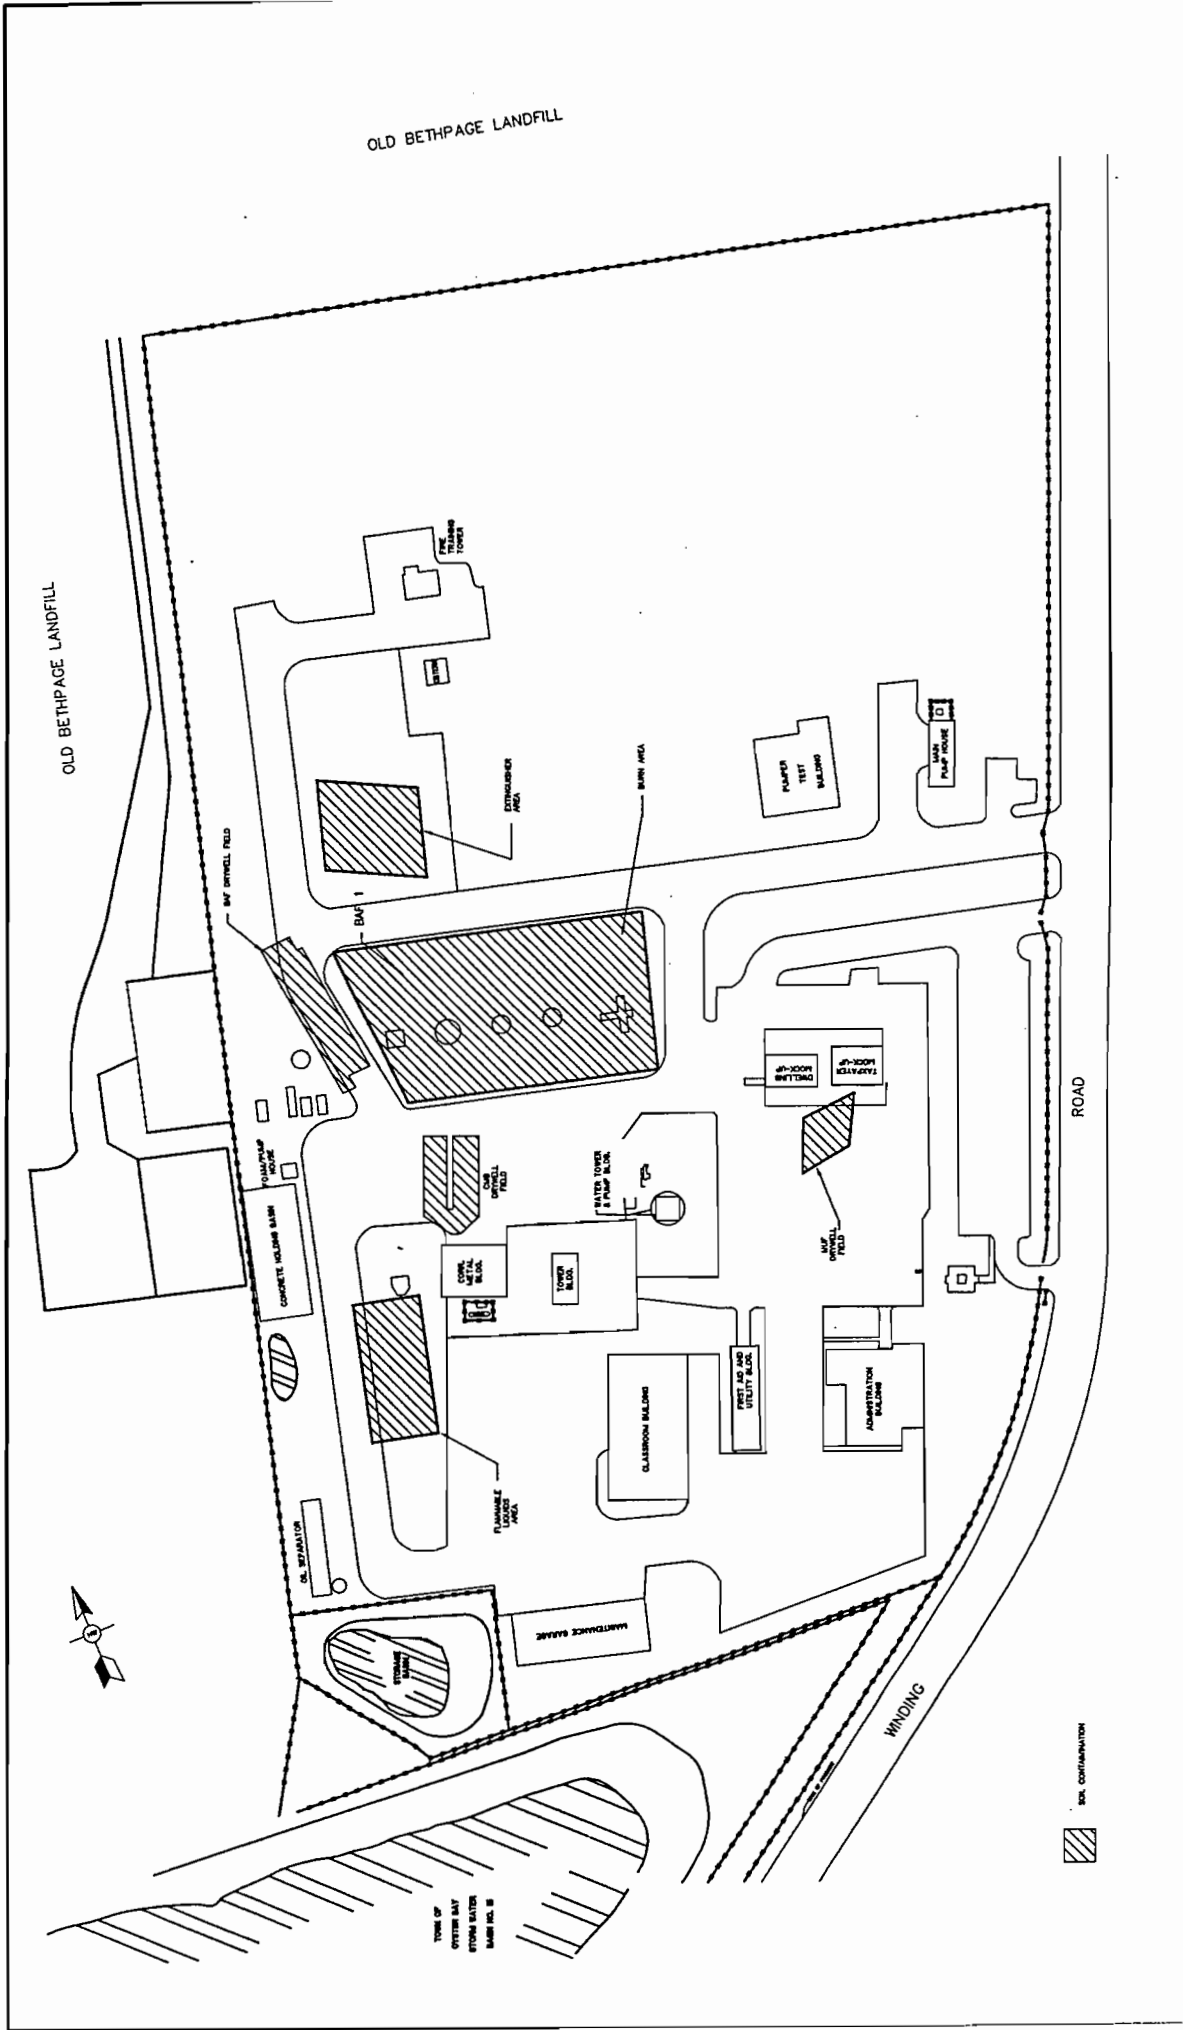 OLD BETHPAGE LANDFILL
OLD BETHPAGE LANDFILL
FIRE
TRAINING
TOWER
EXTINGUISHER
AREA
BURN AREA
PUMPER
TEST
BUILDING
MAIN
PUMP HOUSE
BAF DRYWELL FIELD
BAF 1
DWELLING
MOCK-UP
TAXPAYER
MOCK-UP
FOAM/PUMP
HOUSE
CONCRETE HOLDING BASIN
CMB
DRYWELL
FIELD
WATER TOWER
& PUMP BLDG.
MUF
DRYWELL
FIELD
ROAD
CORR.
METAL
BLDG.
TOWER
BLDG.
FIRST AID AND
UTILITY BLDG.
CLASSROOM BUILDING
ADMINISTRATION
BUILDING
FLAMMABLE
LIQUIDS
AREA
OIL SEPARATOR
STORAGE
BASIN
MAINTENANCE GARAGE
WINDING
TOWN OF
OYSTER BAY
STORM WATER
BASIN NO.
SOIL CONTAMINATION